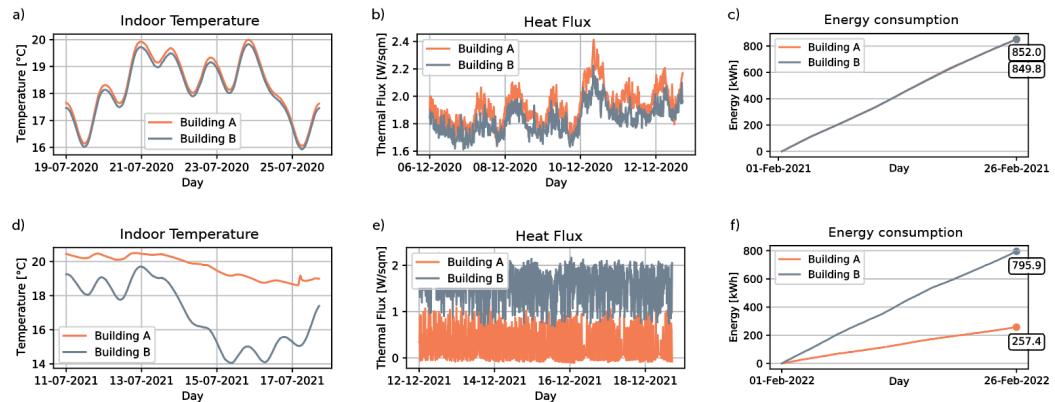 a)
Indoor Temperature
Temperature [°C]
20
19
18
17
16
Building A
Building B
19-07-2020
21-07-2020
23-07-2020
25-07-2020
Day
b)
Heat Flux
Thermal Flux [W/sqm]
2.4
2.2
2.0
1.8
1.6
Building A
Building B
06-12-2020
08-12-2020
10-12-2020
12-12-2020
Day
c)
Energy consumption
Energy [kWh]
800
600
400
200
0
Building A
Building B
852.0
849.8
01-Feb-2021
Day
26-Feb-2021
d)
Indoor Temperature
Temperature [°C]
20
18
16
14
Building A
Building B
11-07-2021
13-07-2021
15-07-2021
17-07-2021
Day
e)
Heat Flux
Thermal Flux [W/sqm]
2
1
0
Building A
Building B
12-12-2021
14-12-2021
16-12-2021
18-12-2021
Day
f)
Energy consumption
Energy [kWh]
800
600
400
200
0
Building A
Building B
795.9
257.4
01-Feb-2022
Day
26-Feb-2022